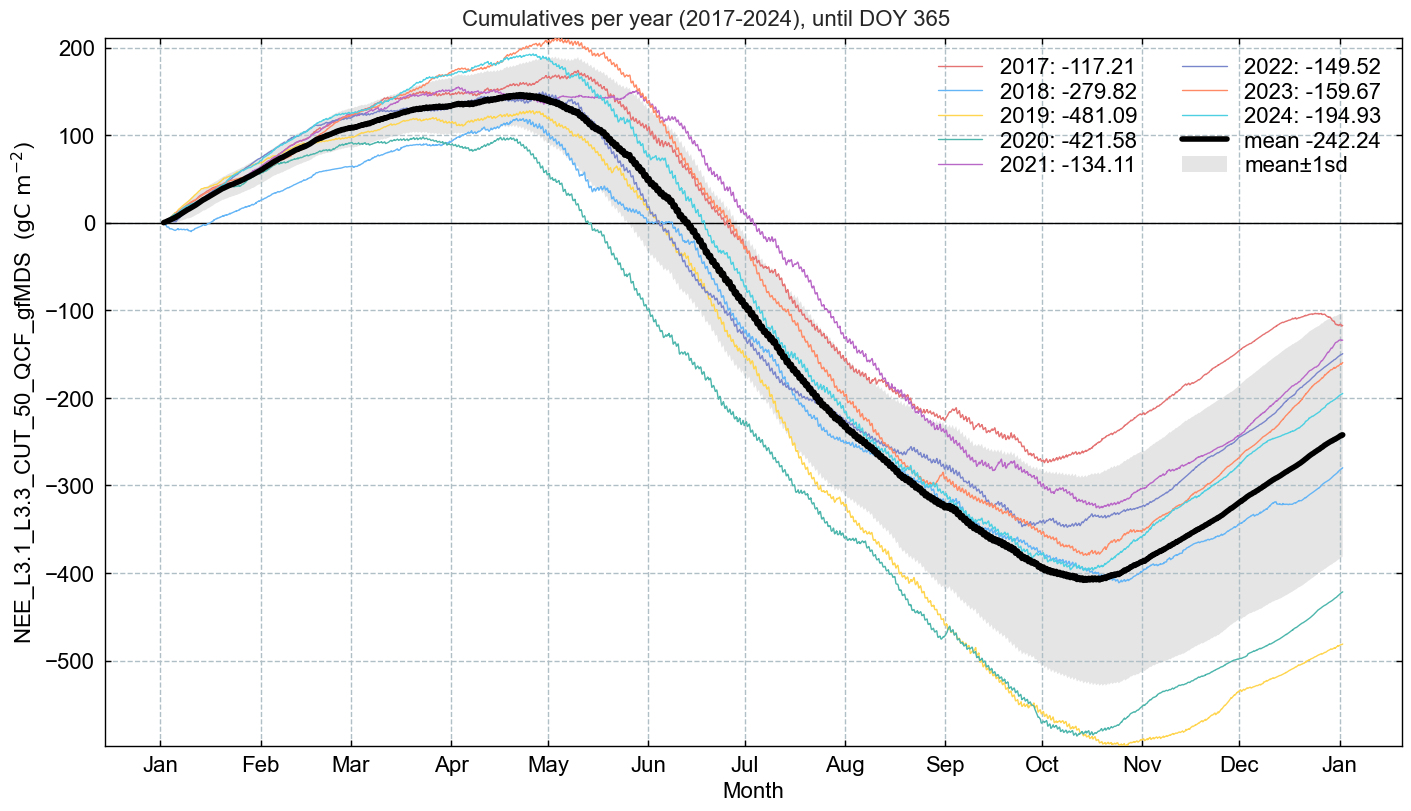 Cumulatives per year (2017-2024), until DOY 365
NEE_L3.1_L3.3_CUT_50_QCF_gfMDS (gC m⁻²)
200
100
0
−100
−200
−300
−400
−500
2017: -117.21
2018: -279.82
2019: -481.09
2020: -421.58
2021: -134.11
2022: -149.52
2023: -159.67
2024: -194.93
mean -242.24
mean±1sd
Jan Feb Mar Apr May Jun Jul Aug Sep Oct Nov Dec Jan
Month